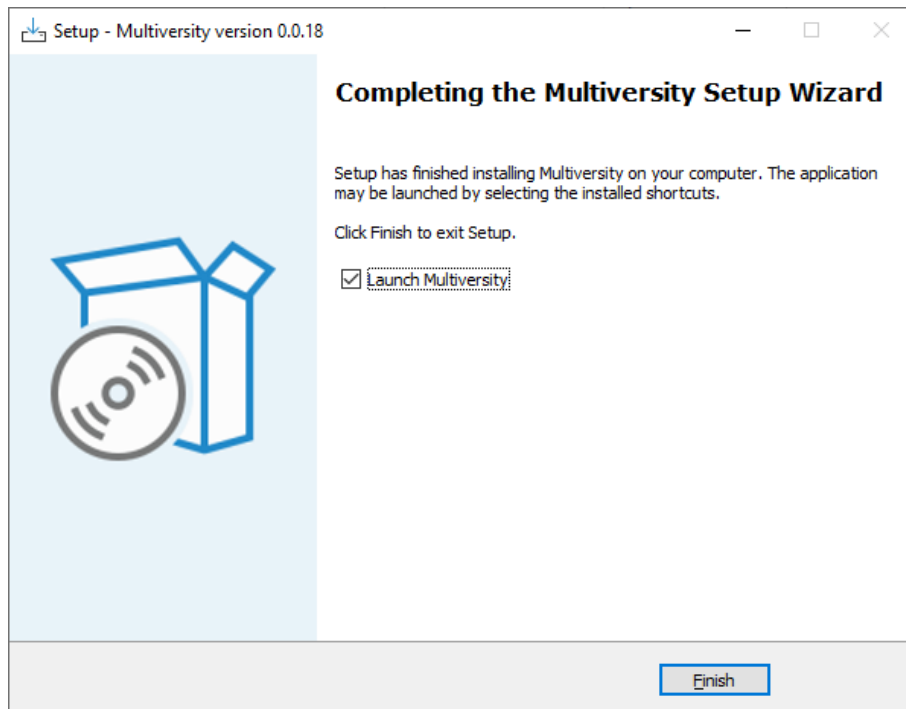 Setup - Multiversity version 0.0.18
Completing the Multiversity Setup Wizard
Setup has finished installing Multiversity on your computer. The application
may be launched by selecting the installed shortcuts.
Click Finish to exit Setup.
Launch Multiversity
Finish